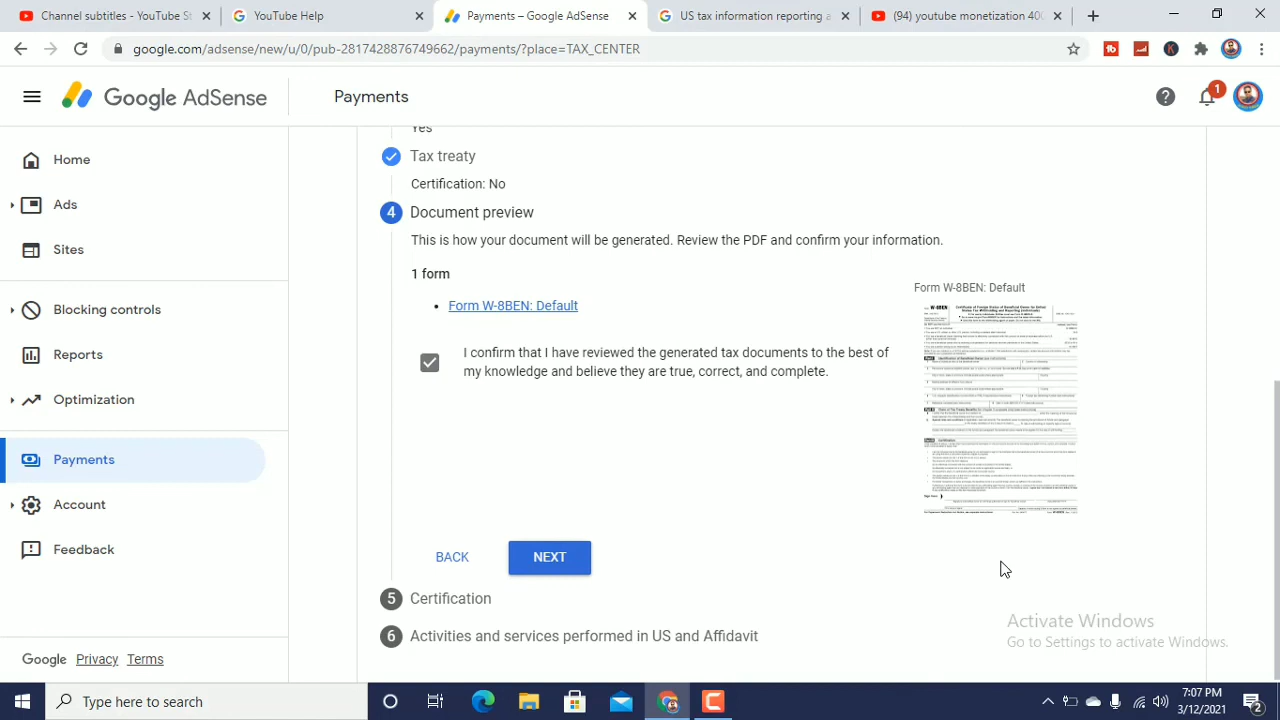 Channel subtitles - YouTube
YouTube Help
Payments – Google AdSense
US tax information reporting a
(94) youtube monetization 400
google.com/adsense/new/u/0/pub-2817428876749662/payments/?place=TAX_CENTER
Google AdSense
Payments
1
Home
Ads
Sites
Blocking controls
Reports
Optimization
Payments
Account
Feedback
Google Privacy Terms
Yes
Tax treaty
Certification: No
4 Document preview
This is how your document will be generated. Review the PDF and confirm your information.
1 form
Form W-8BEN: Default
Form W-8BEN: Default
W-8BEN
I confirm that I have reviewed the generated tax documents and to the best of
my knowledge and believe they are true, correct, and complete.
BACK
NEXT
5 Certification
6 Activities and services performed in US and Affidavit
Activate Windows
Go to Settings to activate Windows.
Type here to search
7:07 PM
3/12/2021
2